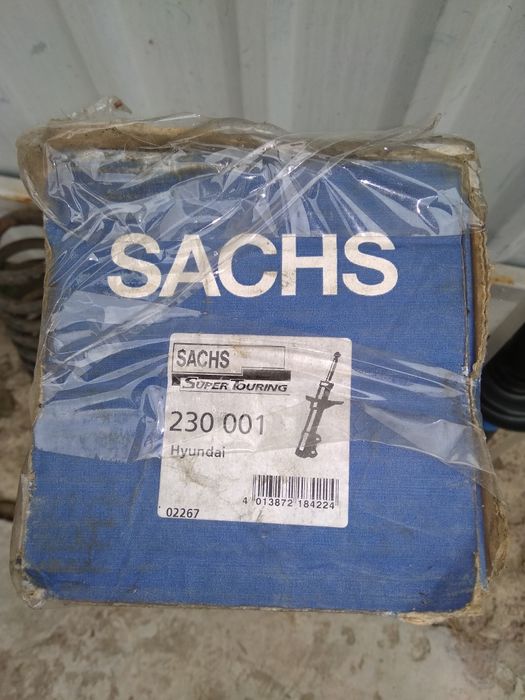 SACHS
SACHS
SUPER TOURING
230 001
Hyundai
4 013872 184224
02267